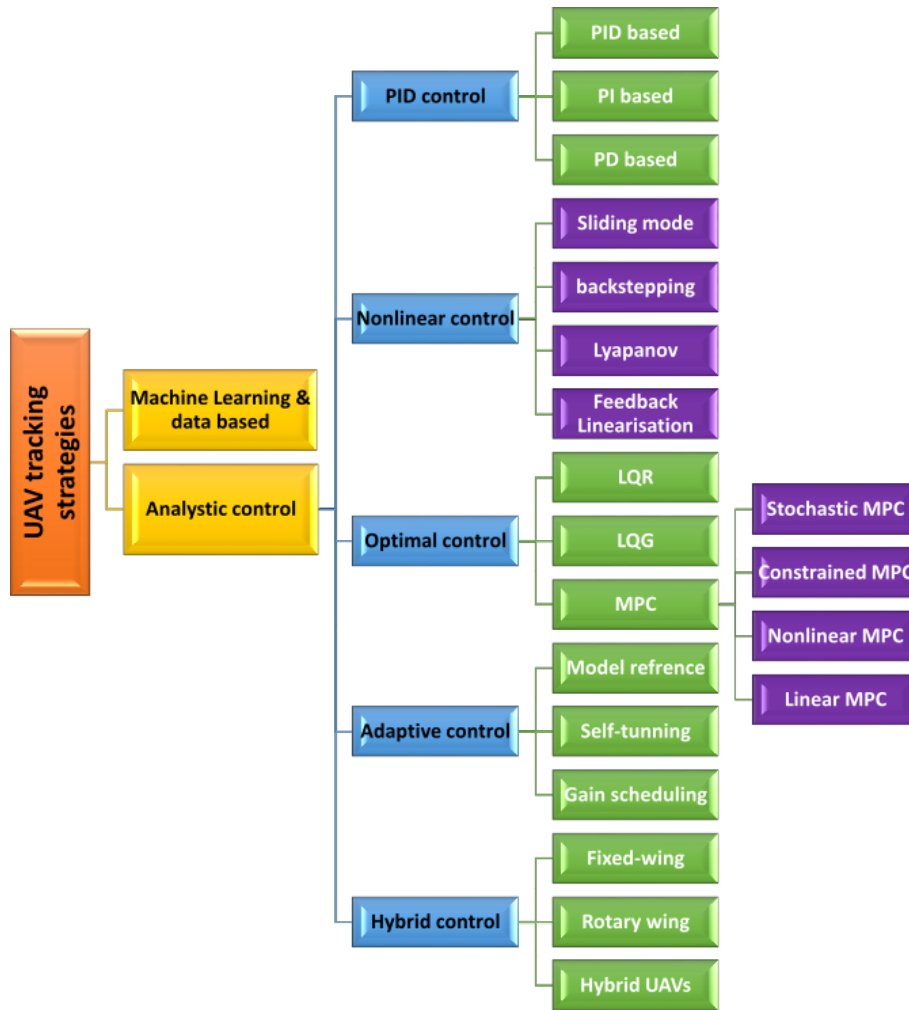 UAV tracking
strategies
Machine Learning &
data based
Analystic control
PID control
PID based
PI based
PD based
Nonlinear control
Sliding mode
backstepping
Lyapanov
Feedback
Linearisation
Optimal control
LQR
LQG
MPC
Stochastic MPC
Constrained MPC
Nonlinear MPC
Linear MPC
Adaptive control
Model refrence
Self-tunning
Gain scheduling
Hybrid control
Fixed-wing
Rotary wing
Hybrid UAVs